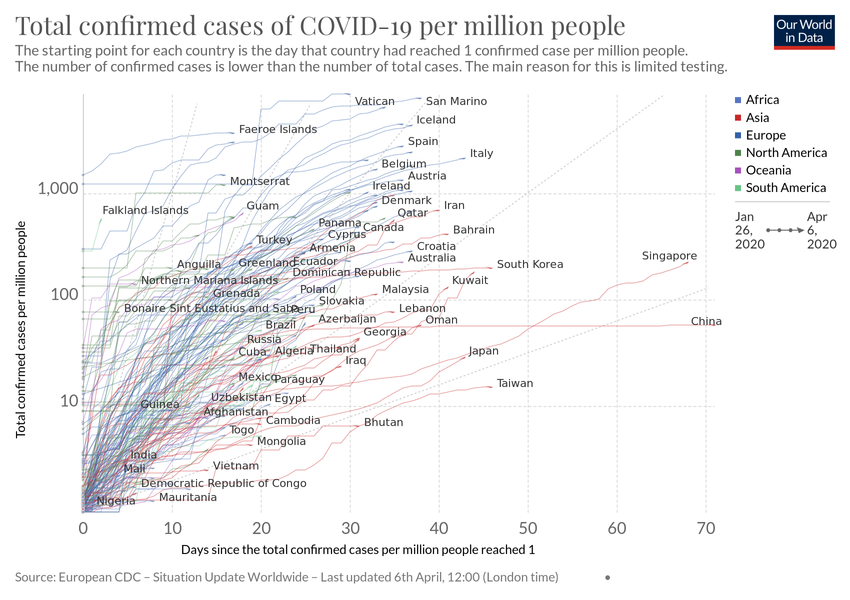 Total confirmed cases of COVID-19 per million people
Our World
in Data
The starting point for each country is the day that country had reached 1 confirmed case per million people.
The number of confirmed cases is lower than the number of total cases. The main reason for this is limited testing.
Total confirmed cases per million people
1,000
100
10
Vatican
San Marino
Faeroe Islands
Iceland
Spain
Italy
Belgium
Montserrat
Austria
Ireland
Denmark
Falkland Islands
Guam
Qatar
Iran
Panama
Canada
Cyprus
Bahrain
Turkey
Armenia
Croatia
Singapore
Australia
Anguilla
Greenland
Ecuador
South Korea
Dominican Republic
Northern Mariana Islands
Kuwait
Grenada
Poland
Malaysia
Slovakia
Bonaire Sint Eustatius and Saba
Peru
Lebanon
Azerbaijan
Oman
China
Brazil
Georgia
Russia
Cuba
Algeria
Thailand
Japan
Iraq
Mexico
Paraguay
Taiwan
Uzbekistan
Egypt
Guinea
Afghanistan
Cambodia
Bhutan
Togo
Mongolia
India
Mali
Vietnam
Democratic Republic of Congo
Nigeria
Mauritania
0
10
20
30
40
50
60
70
Days since the total confirmed cases per million people reached 1
Africa
Asia
Europe
North America
Oceania
South America
Jan
26,
2020
Apr
6,
2020
Source: European CDC – Situation Update Worldwide – Last updated 6th April, 12:00 (London time)